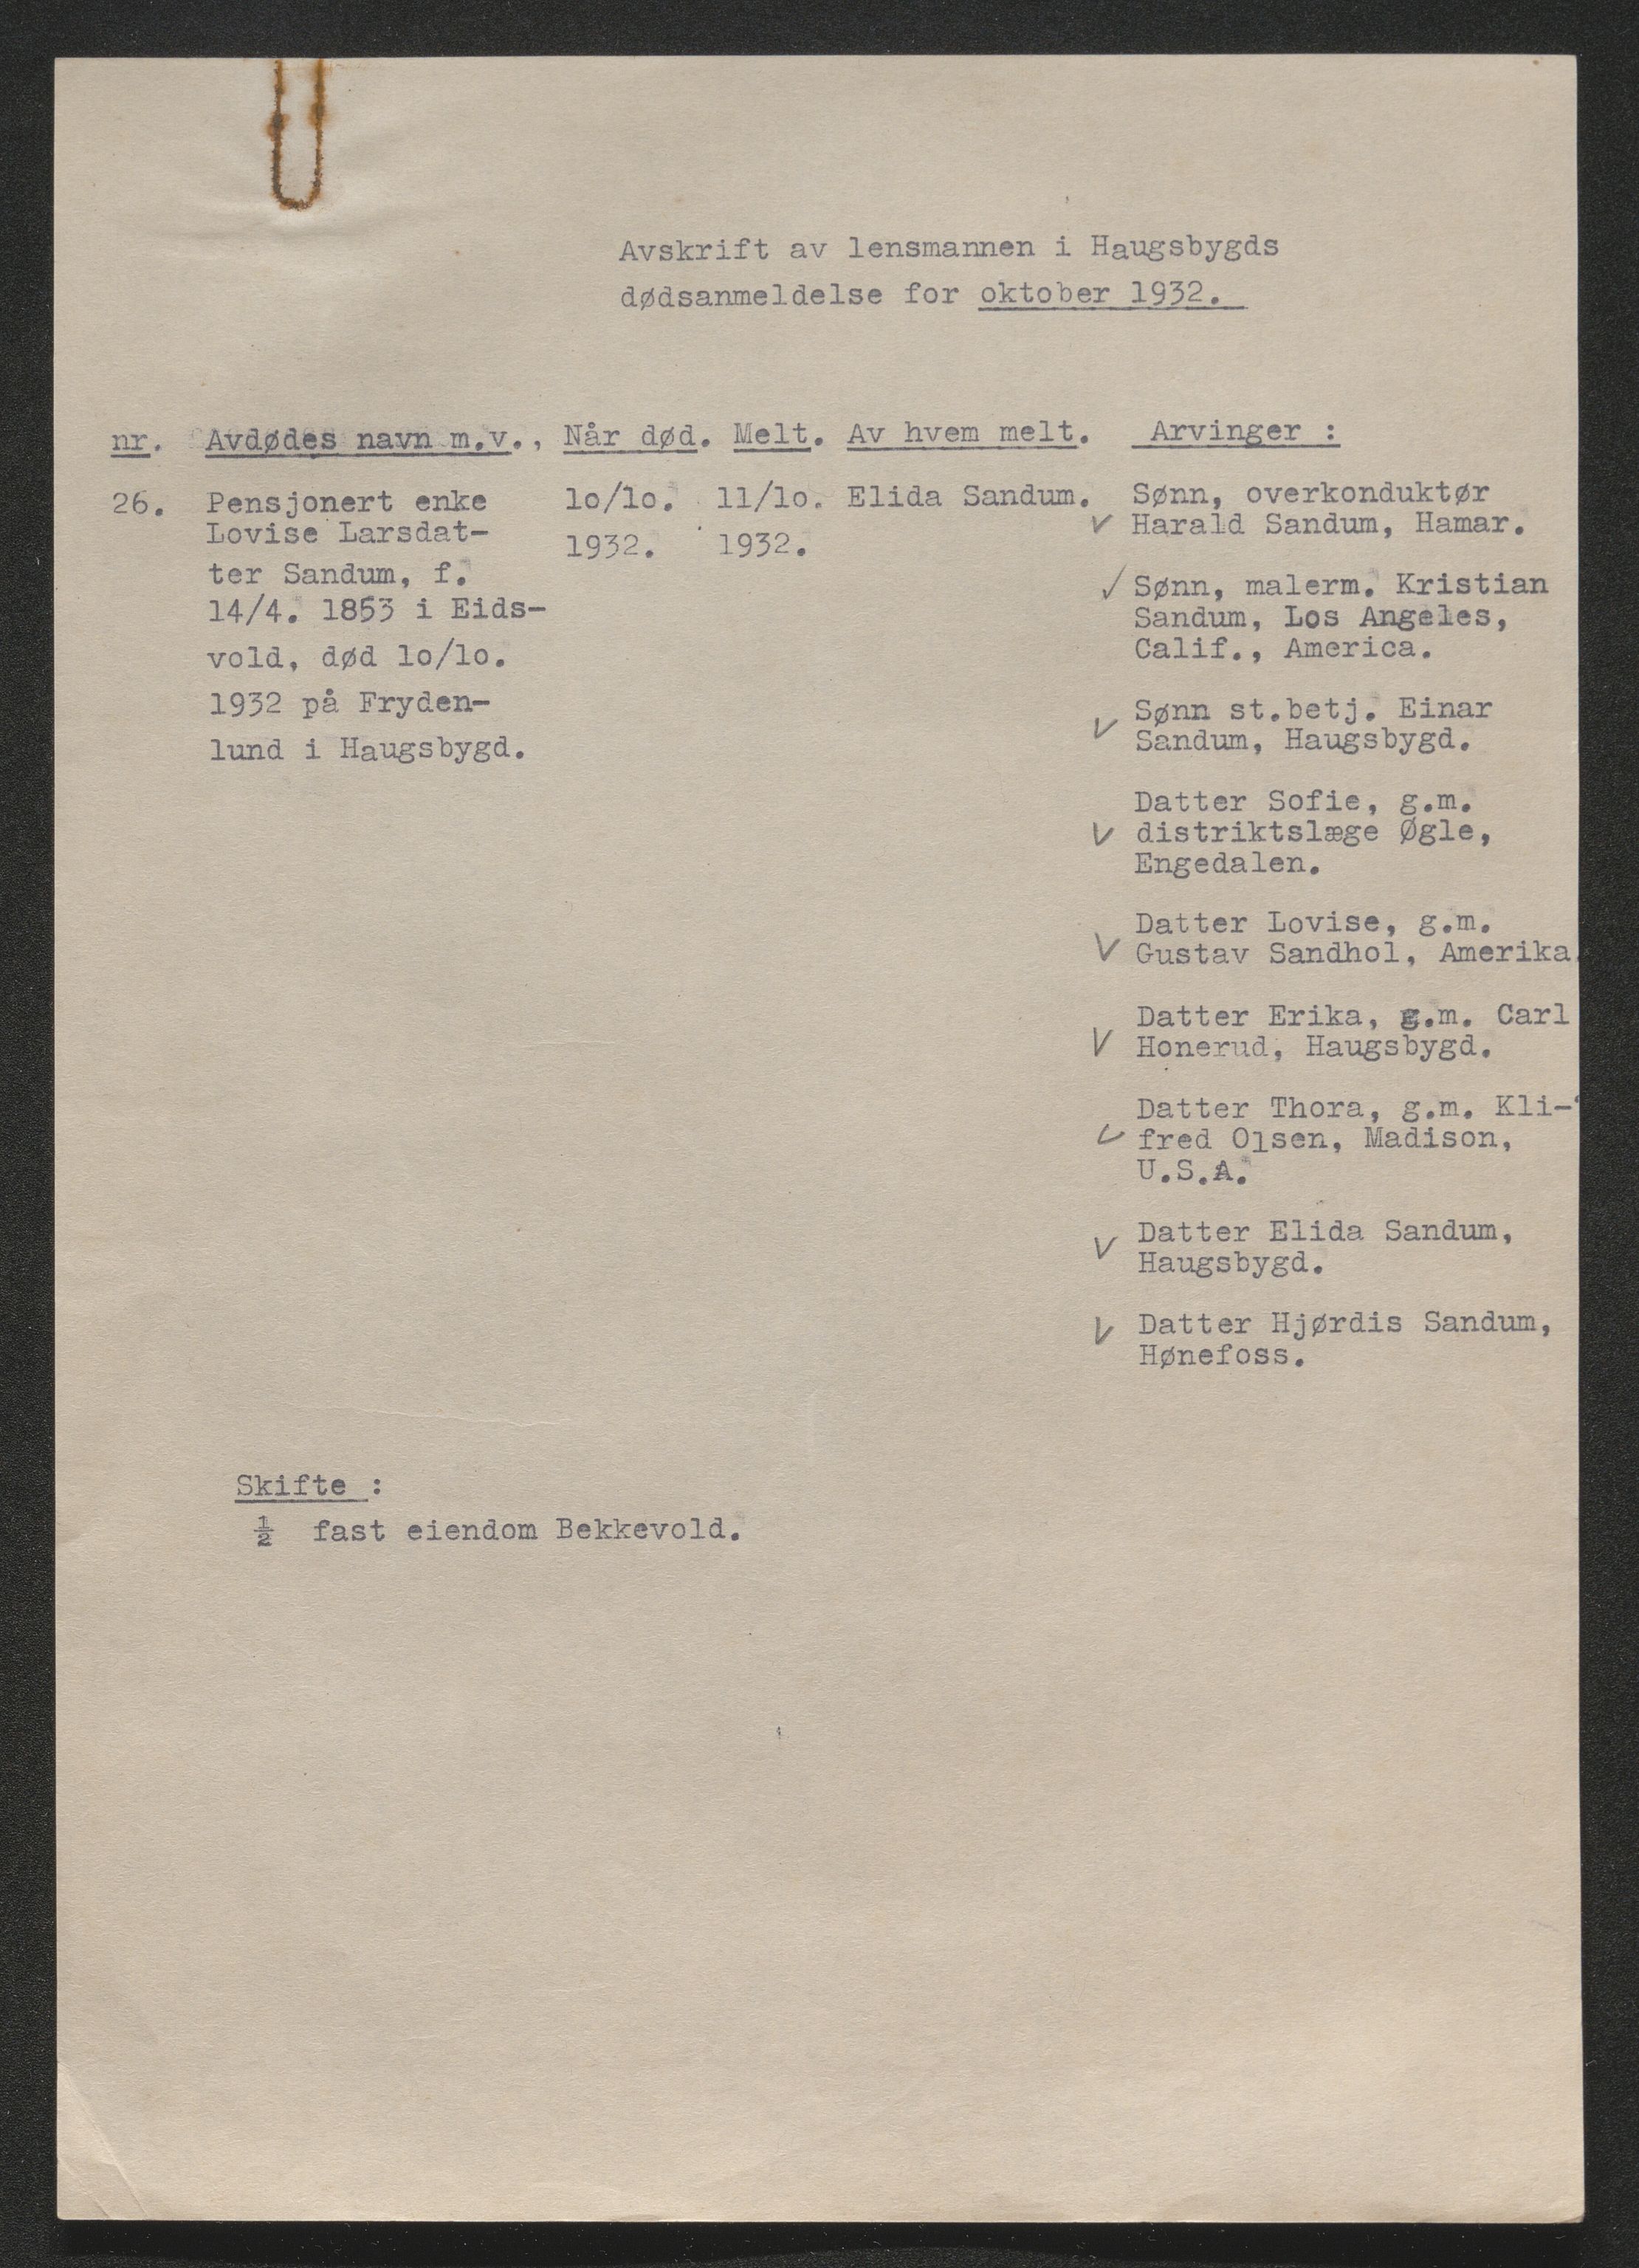 Avskrift av lensmannen i Haugsbygds
dødsanmeldelse for oktober 1932.
nr. Avdødes navn m.v., Når død. Melt. Av hvem melt. Arvinger :
26. Pensjonert enke
Lovise Larsdat-
ter Sandum, f.
14/4. 1853 i Eids-
vold, død lo/lo.
1932 på Fryden-
lund i Haugsbygd.
lo/lo.
1932.
11/lo.
1932.
Elida Sandum.
Sønn, overkonduktør
✓ Harald Sandum, Hamar.
✓ Sønn, malerm. Kristian
Sandum, Los Angeles,
Calif., America.
✓ Sønn st.betj. Einar
Sandum, Haugsbygd.
Datter Sofie, g.m.
✓ distriktslæge Øgle,
Engedalen.
Datter Lovise, g.m.
✓ Gustav Sandhol, Amerika.
Datter Erika, g.m. Carl
✓ Honerud, Haugsbygd.
Datter Thora, g.m. Kli-
✓ fred Olsen, Madison,
U.S.A.
✓ Datter Elida Sandum,
Haugsbygd.
✓ Datter Hjørdis Sandum,
Hønefoss.
Skifte :
½ fast eiendom Bekkevold.